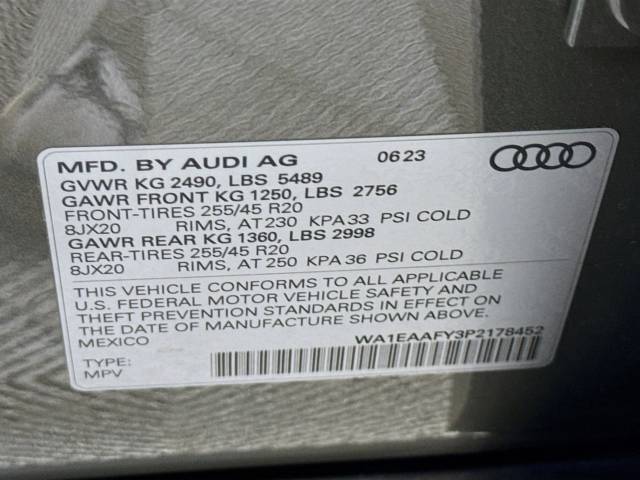 MFD. BY AUDI AG 06 23
GVWR KG 2490, LBS 5489
GAWR FRONT KG 1250, LBS 2756
FRONT-TIRES 255/45 R20
8JX20 RIMS, AT 230 KPA 33 PSI COLD
GAWR REAR KG 1360, LBS 2998
REAR-TIRES 255/45 R20
8JX20 RIMS, AT 250 KPA 36 PSI COLD
THIS VEHICLE CONFORMS TO ALL APPLICABLE
U.S. FEDERAL MOTOR VEHICLE SAFETY AND
THEFT PREVENTION STANDARDS IN EFFECT ON
THE DATE OF MANUFACTURE SHOWN ABOVE.
MEXICO WA1EAAFY3P2178452
TYPE:
MPV